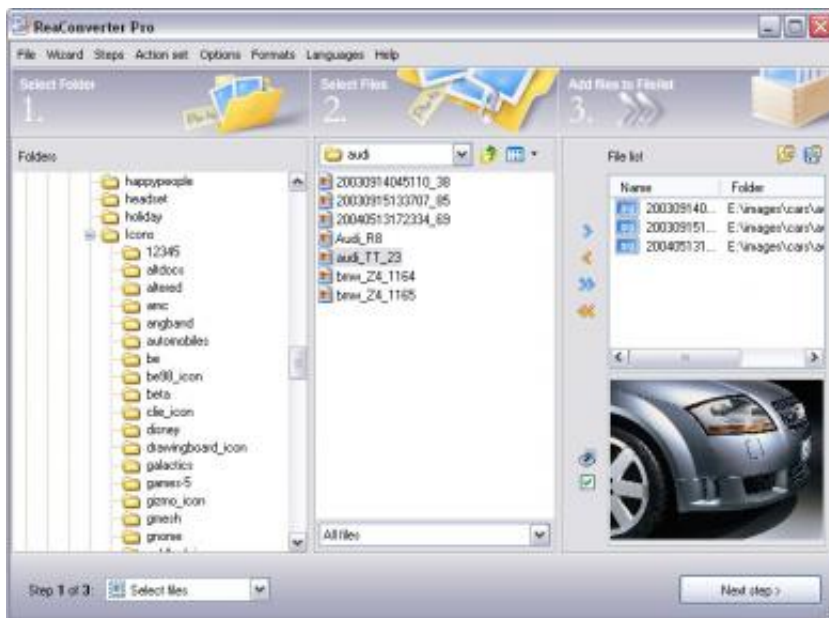 ReaConverter Pro
File Wizard Steps Action set Options Formats Languages Help
Select Folder
1.
Select Files
2.
Add files to Filelist
3.
Folders
happypeople
headset
holiday
Icons
12345
altdocs
altered
amc
angband
automobiles
be
be98_icon
beta
clie_icon
disney
drawingboard_icon
galactics
games-5
gizmo_icon
gmesh
gnome
audi
20030914045110_38
20030915133707_85
20040513172334_69
Audi_R8
audi_TT_23
bmw_Z4_1164
bmw_Z4_1165
All files
File list
Name Folder
200309140... E:\images\cars\a
200309151... E:\images\cars\a
200405131... E:\images\cars\a
Step 1 of 3: Select files
Next step >